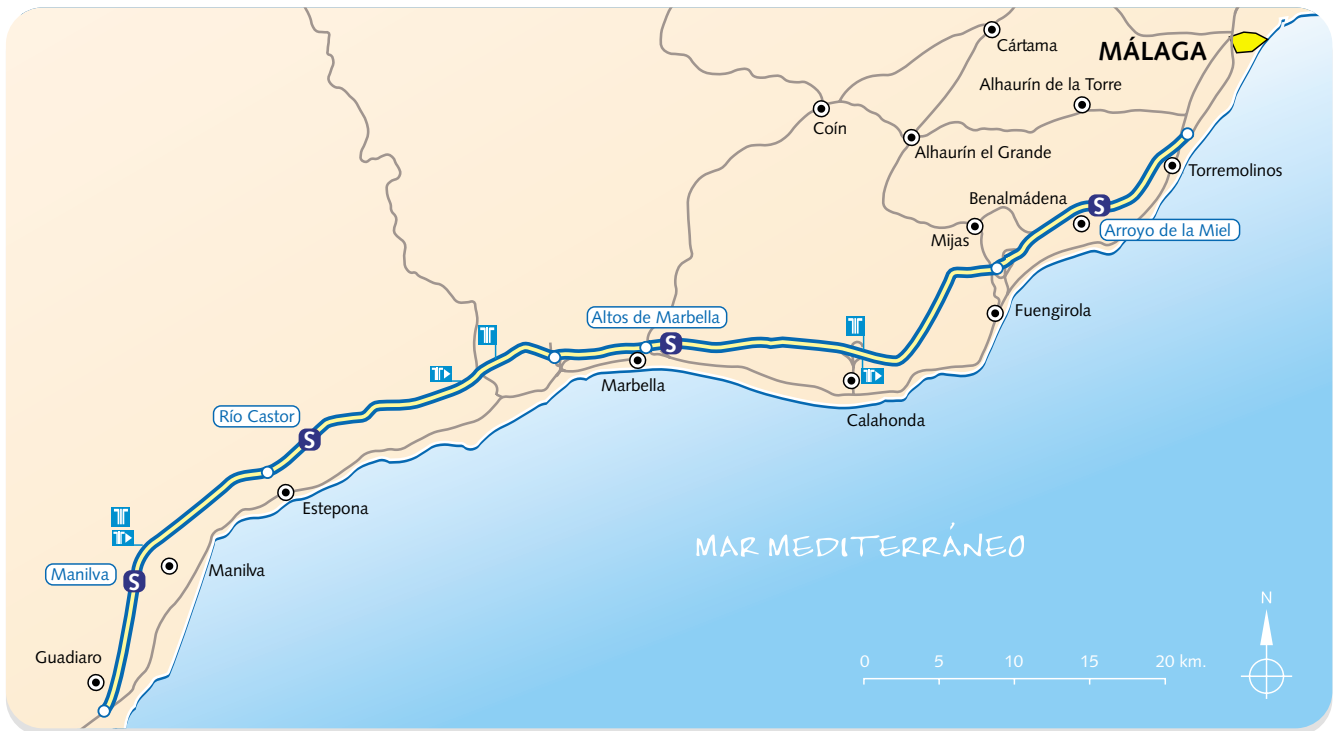 Cártama
MÁLAGA
Alhaurín de la Torre
Coín
Alhaurín el Grande
Torremolinos
Benalmádena
S
Arroyo de la Miel
Mijas
Fuengirola
Altos de Marbella
S
Marbella
Calahonda
Río Castor
S
Estepona
MAR MEDITERRÁNEO
Manilva
S
Manilva
Guadiaro
N
0 5 10 15 20 km.